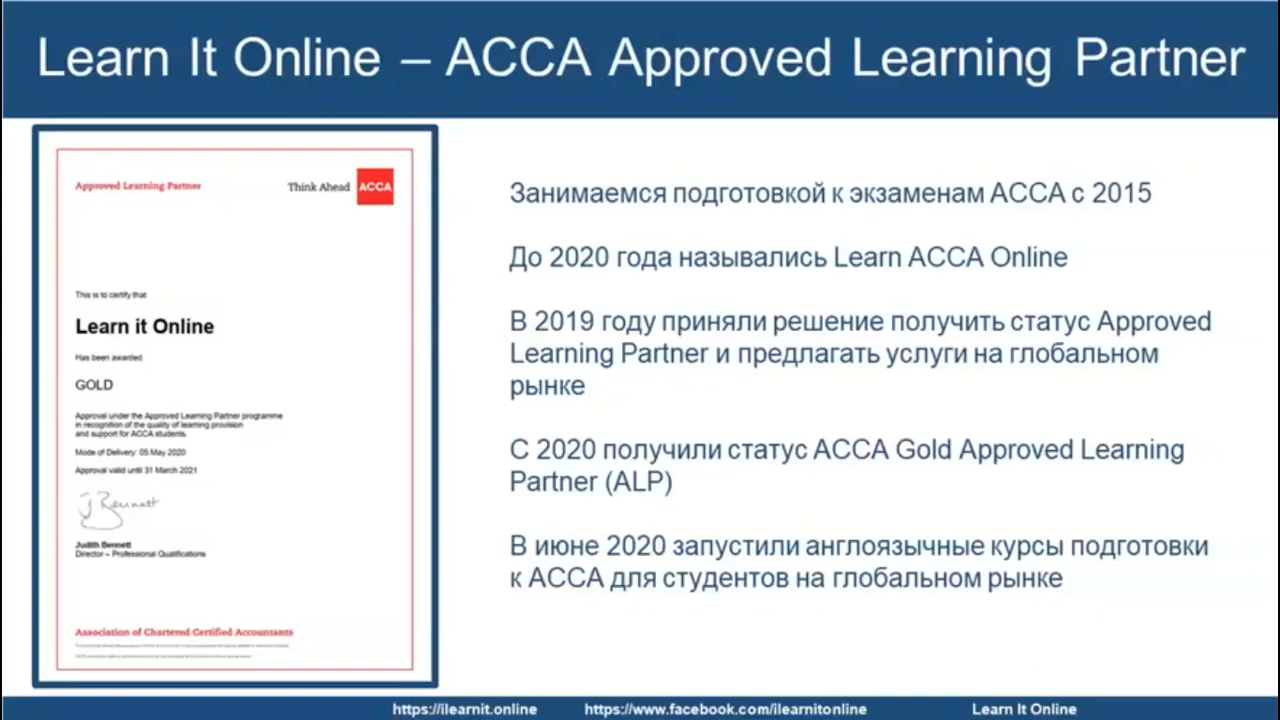 Learn It Online – ACCA Approved Learning Partner
Approved Learning Partner
Think Ahead ACCA
This is to certify that
Learn it Online
Has been awarded
GOLD
Approval under the Approved Learning Partner programme
in recognition of the quality of learning provision
and support for ACCA students.
Mode of Delivery: 05 May 2020
Approval valid until 31 March 2021
J Bennett
Judith Bennett
Director – Professional Qualifications
Association of Chartered Certified Accountants
Занимаемся подготовкой к экзаменам ACCA с 2015
До 2020 года назывались Learn ACCA Online
В 2019 году приняли решение получить статус Approved
Learning Partner и предлагать услуги на глобальном
рынке
С 2020 получили статус ACCA Gold Approved Learning
Partner (ALP)
В июне 2020 запустили англоязычные курсы подготовки
к ACCA для студентов на глобальном рынке
https://ilearnit.online https://www.facebook.com/ilearnitonline Learn It Online